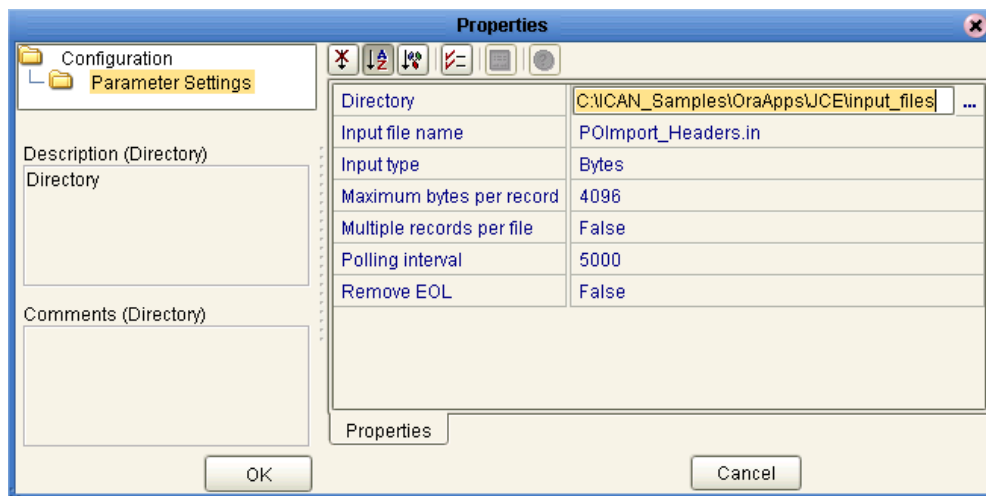 Properties
Configuration
Parameter Settings
Description (Directory)
Directory
Comments (Directory)
Directory C:\ICAN_Samples\OraApps\JCE\input_files ...
Input file name POImport_Headers.in
Input type Bytes
Maximum bytes per record 4096
Multiple records per file False
Polling interval 5000
Remove EOL False
Properties
OK
Cancel